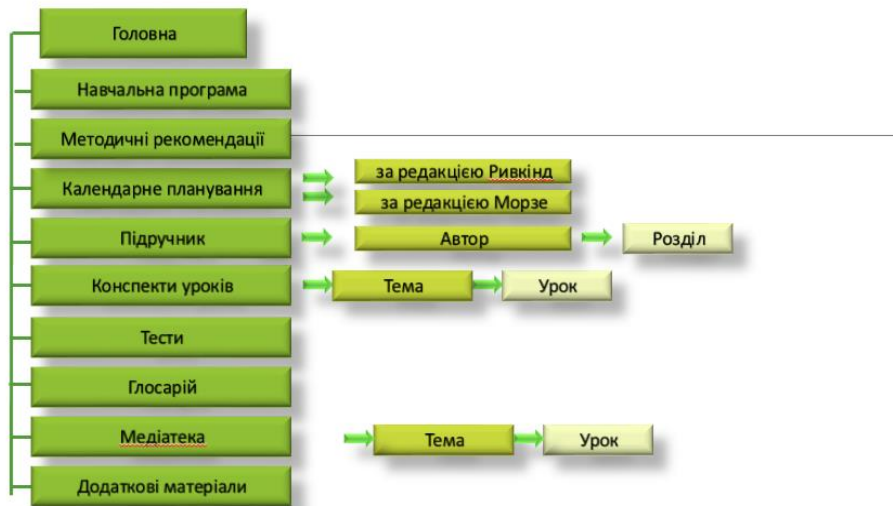 Головна
Навчальна програма
Методичні рекомендації
Календарне планування
за редакцією Ривкінд
за редакцією Морзе
Підручник
Автор
Розділ
Конспекти уроків
Тема
Урок
Тести
Глосарій
Медіатека
Тема
Урок
Додаткові матеріали